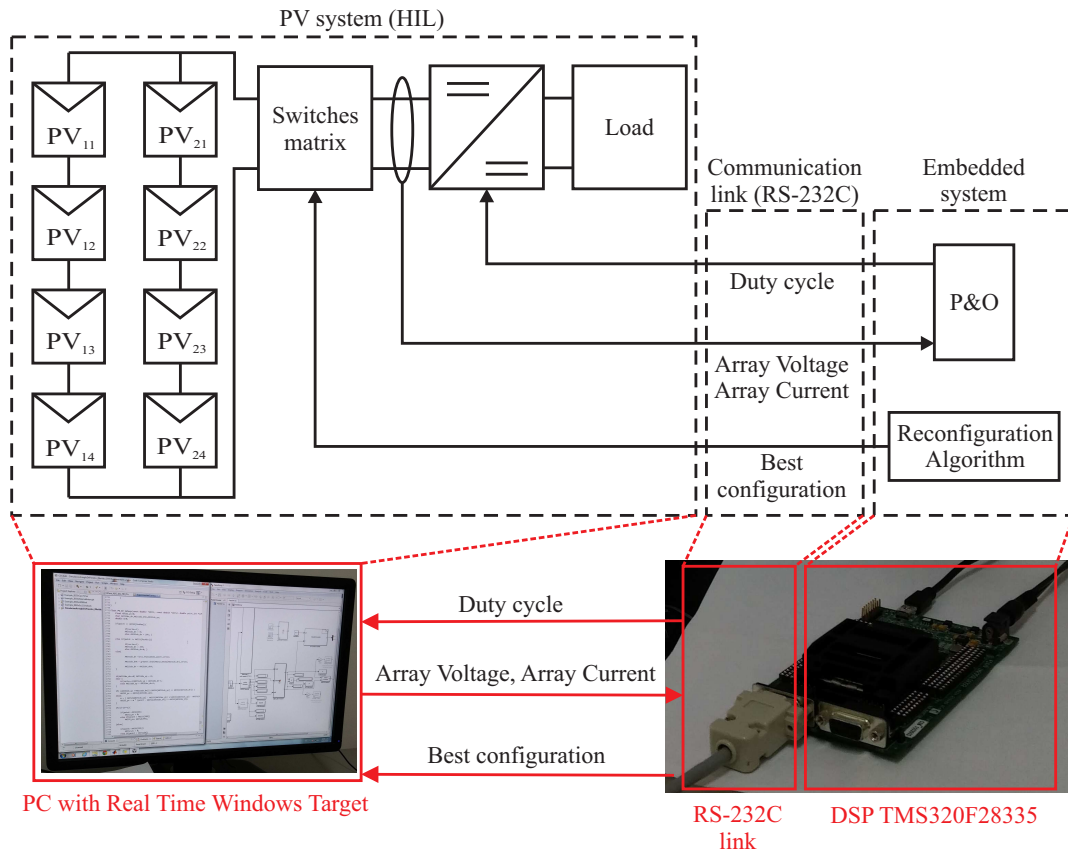 PV system (HIL)
PV11
PV21
Switches
matrix
Load
PV12
PV22
Communication
link (RS-232C)
Embedded
system
Duty cycle
P&O
PV13
PV23
Array Voltage
Array Current
PV14
PV24
Reconfiguration
Algorithm
Best
configuration
Duty cycle
Array Voltage, Array Current
Best configuration
PC with Real Time Windows Target
RS-232C
link
DSP TMS320F28335